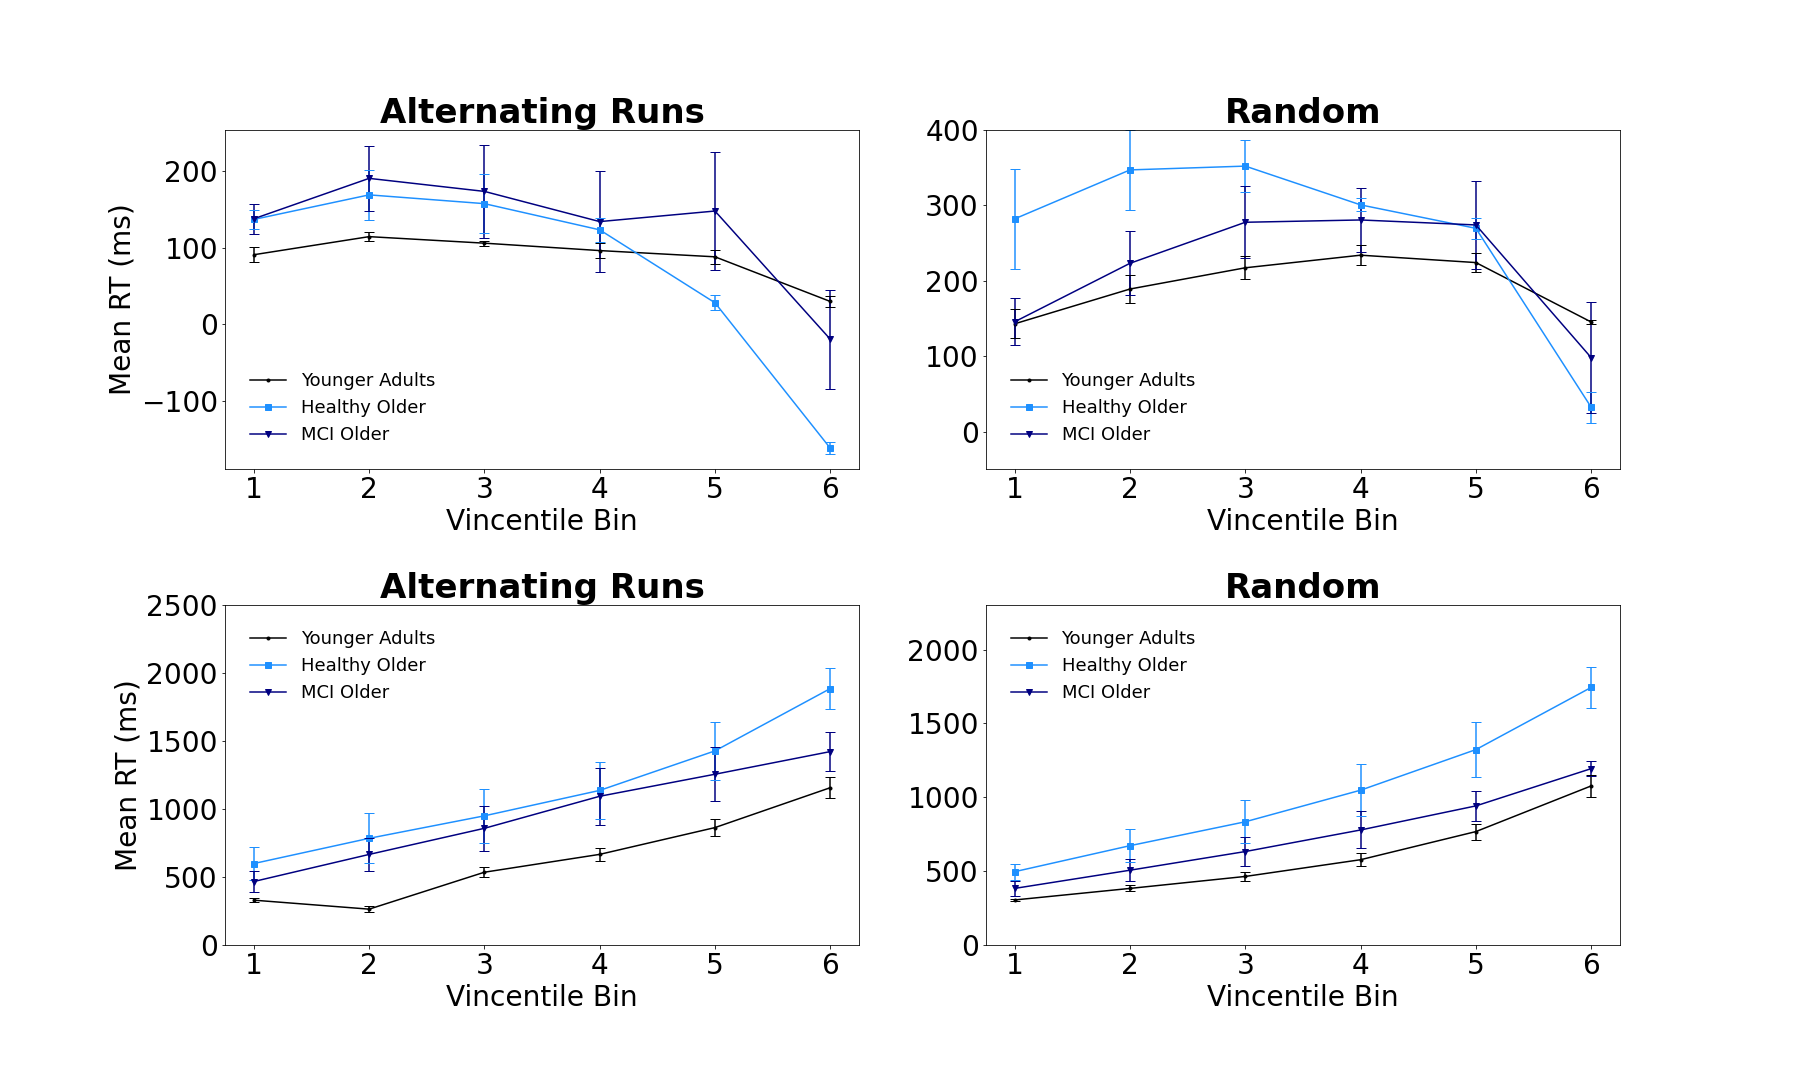 Alternating Runs
Mean RT (ms)
200
100
0
−100
Younger Adults
Healthy Older
MCI Older
1 2 3 4 5 6
Vincentile Bin
Random
400
300
200
100
0
Younger Adults
Healthy Older
MCI Older
1 2 3 4 5 6
Vincentile Bin
Alternating Runs
Mean RT (ms)
2500
2000
1500
1000
500
0
Younger Adults
Healthy Older
MCI Older
1 2 3 4 5 6
Vincentile Bin
Random
2000
1500
1000
500
0
Younger Adults
Healthy Older
MCI Older
1 2 3 4 5 6
Vincentile Bin